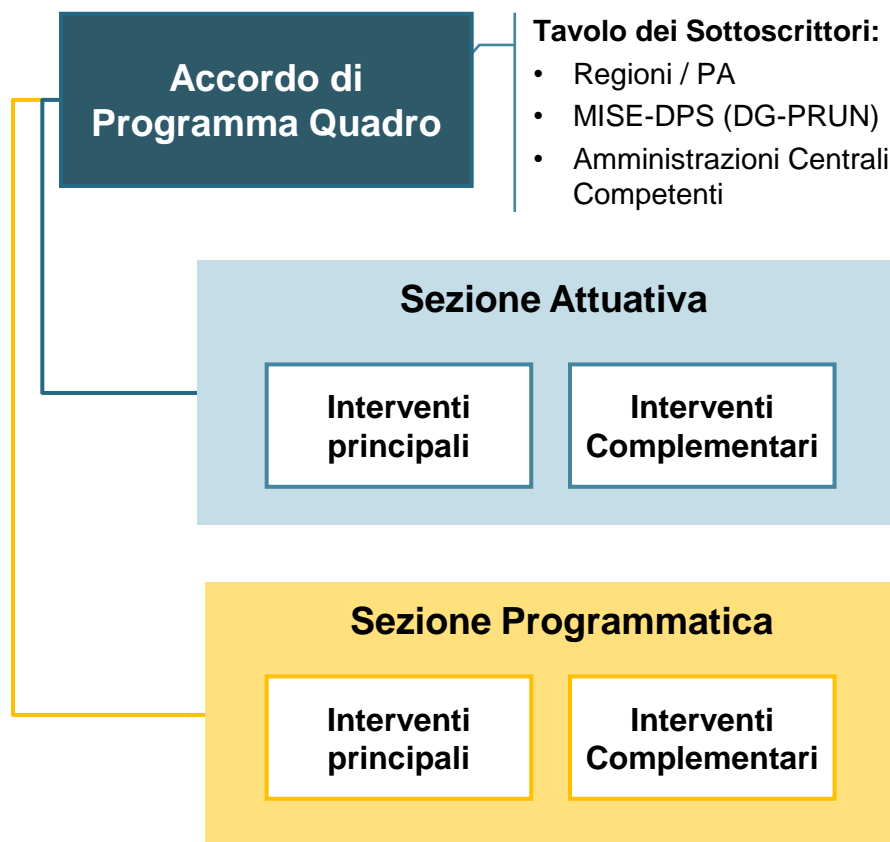 Accordo di
Programma Quadro
Tavolo dei Sottoscrittori:
• Regioni / PA
• MISE-DPS (DG-PRUN)
• Amministrazioni Centrali
Competenti
Sezione Attuativa
Interventi
principali
Interventi
Complementari
Sezione Programmatica
Interventi
principali
Interventi
Complementari